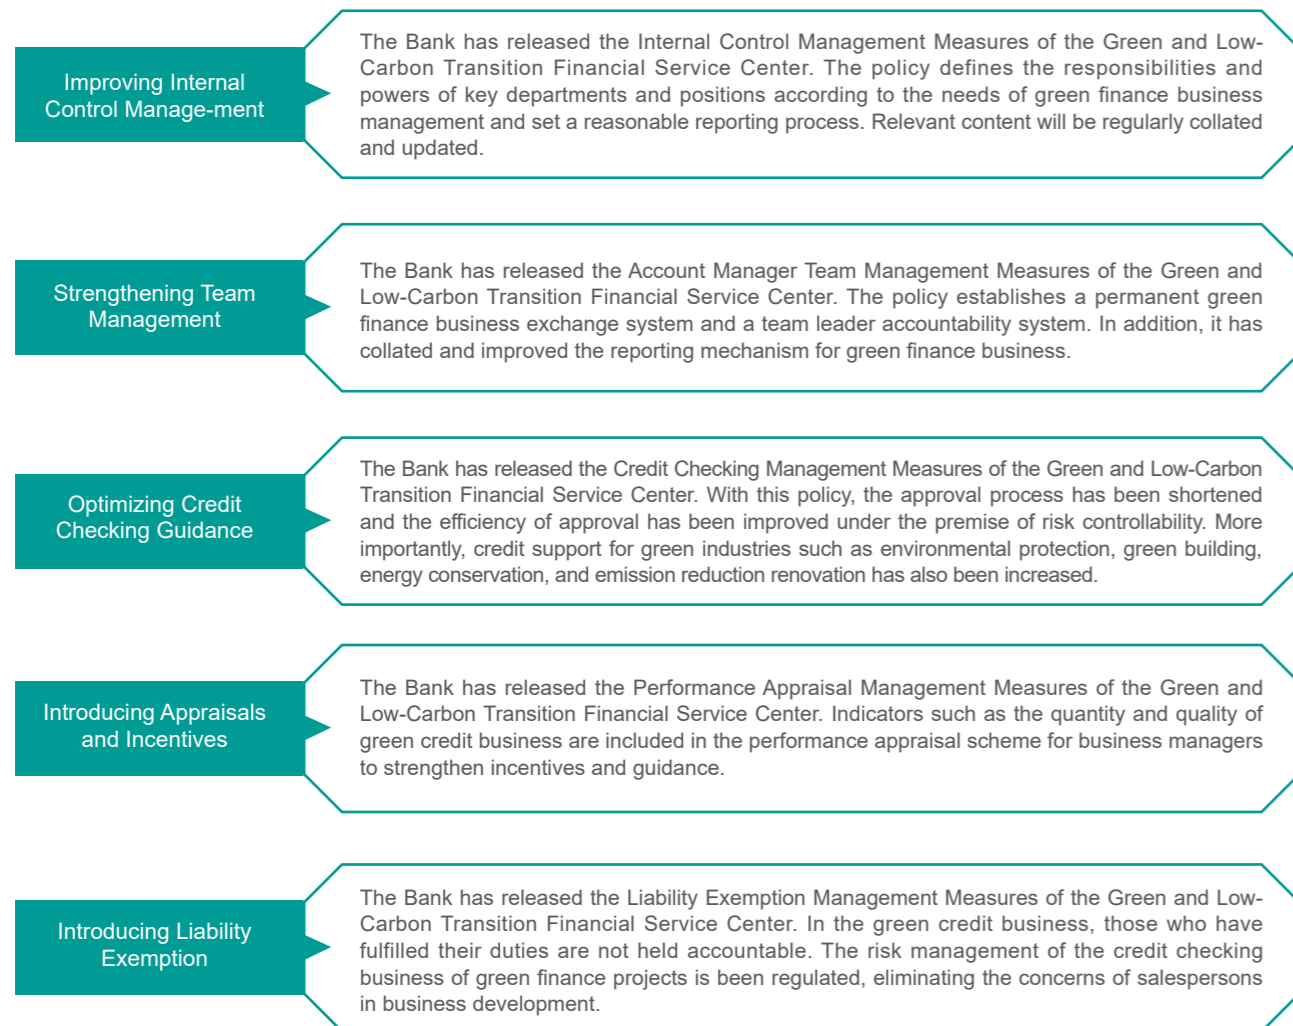 Improving Internal
Control Manage-ment
The Bank has released the Internal Control Management Measures of the Green and Low-
Carbon Transition Financial Service Center. The policy defines the responsibilities and
powers of key departments and positions according to the needs of green finance business
management and set a reasonable reporting process. Relevant content will be regularly collated
and updated.
Strengthening Team
Management
The Bank has released the Account Manager Team Management Measures of the Green and
Low-Carbon Transition Financial Service Center. The policy establishes a permanent green
finance business exchange system and a team leader accountability system. In addition, it has
collated and improved the reporting mechanism for green finance business.
Optimizing Credit
Checking Guidance
The Bank has released the Credit Checking Management Measures of the Green and Low-Carbon
Transition Financial Service Center. With this policy, the approval process has been shortened
and the efficiency of approval has been improved under the premise of risk controllability. More
importantly, credit support for green industries such as environmental protection, green building,
energy conservation, and emission reduction renovation has also been increased.
Introducing Appraisals
and Incentives
The Bank has released the Performance Appraisal Management Measures of the Green and
Low-Carbon Transition Financial Service Center. Indicators such as the quantity and quality of
green credit business are included in the performance appraisal scheme for business managers
to strengthen incentives and guidance.
Introducing Liability
Exemption
The Bank has released the Liability Exemption Management Measures of the Green and Low-
Carbon Transition Financial Service Center. In the green credit business, those who have
fulfilled their duties are not held accountable. The risk management of the credit checking
business of green finance projects is been regulated, eliminating the concerns of salespersons
in business development.